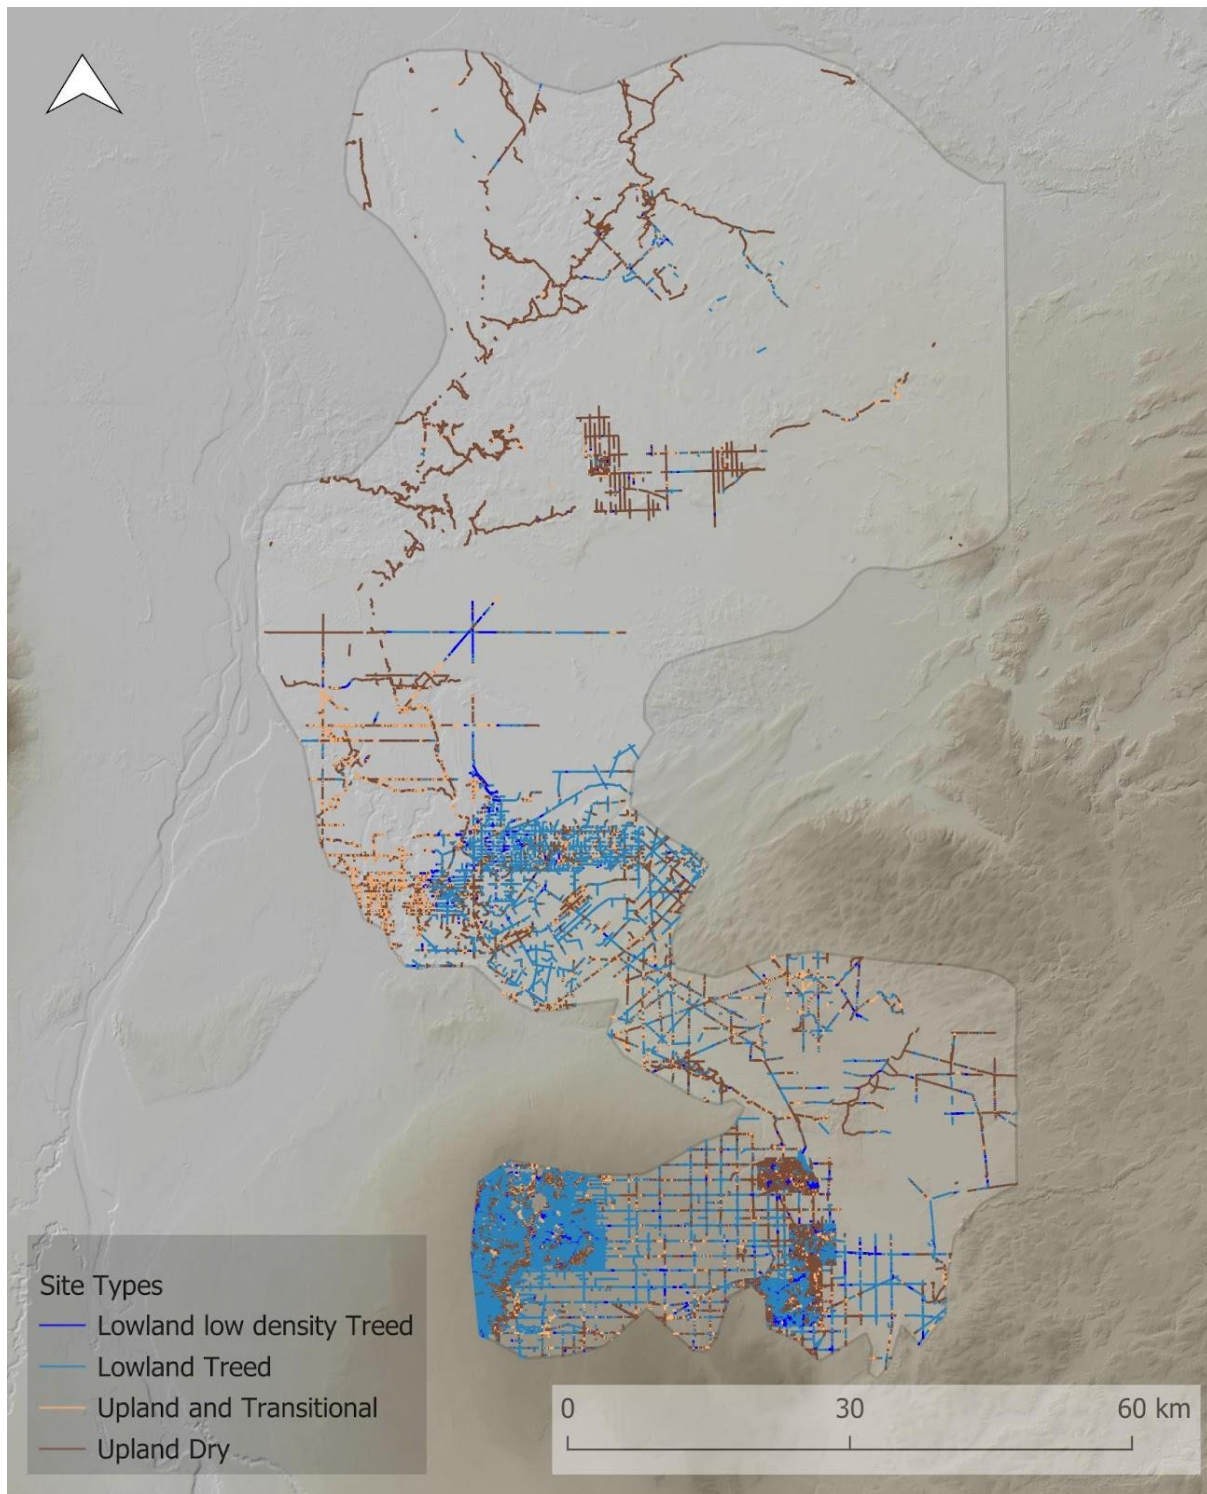 Site Types
Lowland low density Treed
Lowland Treed
Upland and Transitional
Upland Dry
0 30 60 km